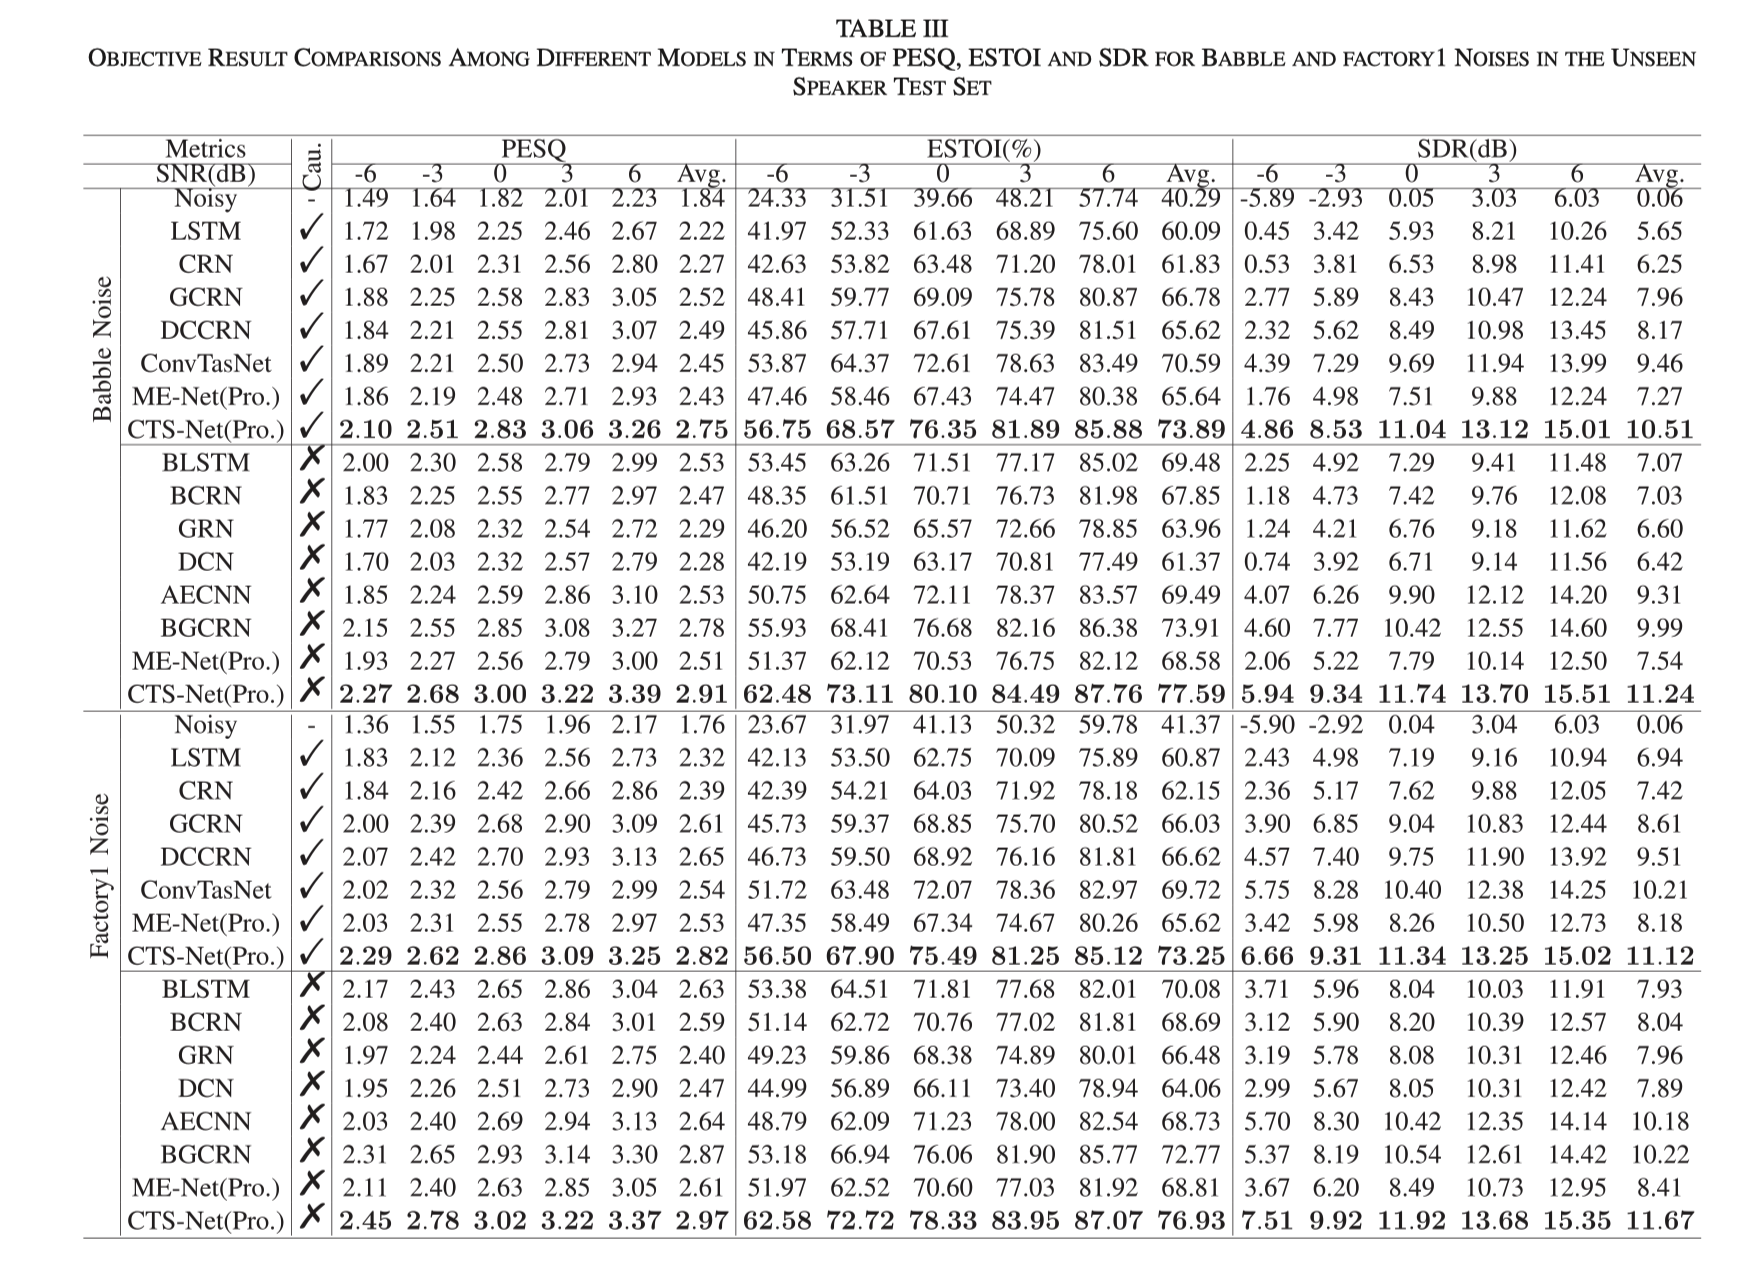 TABLE III
OBJECTIVE RESULT COMPARISONS AMONG DIFFERENT MODELS IN TERMS OF PESQ, ESTOI AND SDR FOR BABBLE AND FACTORY1 NOISES IN THE UNSEEN
SPEAKER TEST SET
Metrics Cau. PESQ ESTOI(%) SDR(dB)
SNR(dB) -6 -3 0 3 6 Avg. -6 -3 0 3 6 Avg. -6 -3 0 3 6 Avg.
Babble Noise
Noisy - 1.49 1.64 1.82 2.01 2.23 1.84 24.33 31.51 39.66 48.21 57.74 40.29 -5.89 -2.93 0.05 3.03 6.03 0.06
LSTM ✓ 1.72 1.98 2.25 2.46 2.67 2.22 41.97 52.33 61.63 68.89 75.60 60.09 0.45 3.42 5.93 8.21 10.26 5.65
CRN ✓ 1.67 2.01 2.31 2.56 2.80 2.27 42.63 53.82 63.48 71.20 78.01 61.83 0.53 3.81 6.53 8.98 11.41 6.25
GCRN ✓ 1.88 2.25 2.58 2.83 3.05 2.52 48.41 59.77 69.09 75.78 80.87 66.78 2.77 5.89 8.43 10.47 12.24 7.96
DCCRN ✓ 1.84 2.21 2.55 2.81 3.07 2.49 45.86 57.71 67.61 75.39 81.51 65.62 2.32 5.62 8.49 10.98 13.45 8.17
ConvTasNet ✓ 1.89 2.21 2.50 2.73 2.94 2.45 53.87 64.37 72.61 78.63 83.49 70.59 4.39 7.29 9.69 11.94 13.99 9.46
ME-Net(Pro.) ✓ 1.86 2.19 2.48 2.71 2.93 2.43 47.46 58.46 67.43 74.47 80.38 65.64 1.76 4.98 7.51 9.88 12.24 7.27
CTS-Net(Pro.) ✓ 2.10 2.51 2.83 3.06 3.26 2.75 56.75 68.57 76.35 81.89 85.88 73.89 4.86 8.53 11.04 13.12 15.01 10.51
BLSTM ✗ 2.00 2.30 2.58 2.79 2.99 2.53 53.45 63.26 71.51 77.17 85.02 69.48 2.25 4.92 7.29 9.41 11.48 7.07
BCRN ✗ 1.83 2.25 2.55 2.77 2.97 2.47 48.35 61.51 70.71 76.73 81.98 67.85 1.18 4.73 7.42 9.76 12.08 7.03
GRN ✗ 1.77 2.08 2.32 2.54 2.72 2.29 46.20 56.52 65.57 72.66 78.85 63.96 1.24 4.21 6.76 9.18 11.62 6.60
DCN ✗ 1.70 2.03 2.32 2.57 2.79 2.28 42.19 53.19 63.17 70.81 77.49 61.37 0.74 3.92 6.71 9.14 11.56 6.42
AECNN ✗ 1.85 2.24 2.59 2.86 3.10 2.53 50.75 62.64 72.11 78.37 83.57 69.49 4.07 6.26 9.90 12.12 14.20 9.31
BGCRN ✗ 2.15 2.55 2.85 3.08 3.27 2.78 55.93 68.41 76.68 82.16 86.38 73.91 4.60 7.77 10.42 12.55 14.60 9.99
ME-Net(Pro.) ✗ 1.93 2.27 2.56 2.79 3.00 2.51 51.37 62.12 70.53 76.75 82.12 68.58 2.06 5.22 7.79 10.14 12.50 7.54
CTS-Net(Pro.) ✗ 2.27 2.68 3.00 3.22 3.39 2.91 62.48 73.11 80.10 84.49 87.76 77.59 5.94 9.34 11.74 13.70 15.51 11.24
Factory1 Noise
Noisy - 1.36 1.55 1.75 1.96 2.17 1.76 23.67 31.97 41.13 50.32 59.78 41.37 -5.90 -2.92 0.04 3.04 6.03 0.06
LSTM ✓ 1.83 2.12 2.36 2.56 2.73 2.32 42.13 53.50 62.75 70.09 75.89 60.87 2.43 4.98 7.19 9.16 10.94 6.94
CRN ✓ 1.84 2.16 2.42 2.66 2.86 2.39 42.39 54.21 64.03 71.92 78.18 62.15 2.36 5.17 7.62 9.88 12.05 7.42
GCRN ✓ 2.00 2.39 2.68 2.90 3.09 2.61 45.73 59.37 68.85 75.70 80.52 66.03 3.90 6.85 9.04 10.83 12.44 8.61
DCCRN ✓ 2.07 2.42 2.70 2.93 3.13 2.65 46.73 59.50 68.92 76.16 81.81 66.62 4.57 7.40 9.75 11.90 13.92 9.51
ConvTasNet ✓ 2.02 2.32 2.56 2.79 2.99 2.54 51.72 63.48 72.07 78.36 82.97 69.72 5.75 8.28 10.40 12.38 14.25 10.21
ME-Net(Pro.) ✓ 2.03 2.31 2.55 2.78 2.97 2.53 47.35 58.49 67.34 74.67 80.26 65.62 3.42 5.98 8.26 10.50 12.73 8.18
CTS-Net(Pro.) ✓ 2.29 2.62 2.86 3.09 3.25 2.82 56.50 67.90 75.49 81.25 85.12 73.25 6.66 9.31 11.34 13.25 15.02 11.12
BLSTM ✗ 2.17 2.43 2.65 2.86 3.04 2.63 53.38 64.51 71.81 77.68 82.01 70.08 3.71 5.96 8.04 10.03 11.91 7.93
BCRN ✗ 2.08 2.40 2.63 2.84 3.01 2.59 51.14 62.72 70.76 77.02 81.81 68.69 3.12 5.90 8.20 10.39 12.57 8.04
GRN ✗ 1.97 2.24 2.44 2.61 2.75 2.40 49.23 59.86 68.38 74.89 80.01 66.48 3.19 5.78 8.08 10.31 12.46 7.96
DCN ✗ 1.95 2.26 2.51 2.73 2.90 2.47 44.99 56.89 66.11 73.40 78.94 64.06 2.99 5.67 8.05 10.31 12.42 7.89
AECNN ✗ 2.03 2.40 2.69 2.94 3.13 2.64 48.79 62.09 71.23 78.00 82.54 68.73 5.70 8.30 10.42 12.35 14.14 10.18
BGCRN ✗ 2.31 2.65 2.93 3.14 3.30 2.87 53.18 66.94 76.06 81.90 85.77 72.77 5.37 8.19 10.54 12.61 14.42 10.22
ME-Net(Pro.) ✗ 2.11 2.40 2.63 2.85 3.05 2.61 51.97 62.52 70.60 77.03 81.92 68.81 3.67 6.20 8.49 10.73 12.95 8.41
CTS-Net(Pro.) ✗ 2.45 2.78 3.02 3.22 3.37 2.97 62.58 72.72 78.33 83.95 87.07 76.93 7.51 9.92 11.92 13.68 15.35 11.67